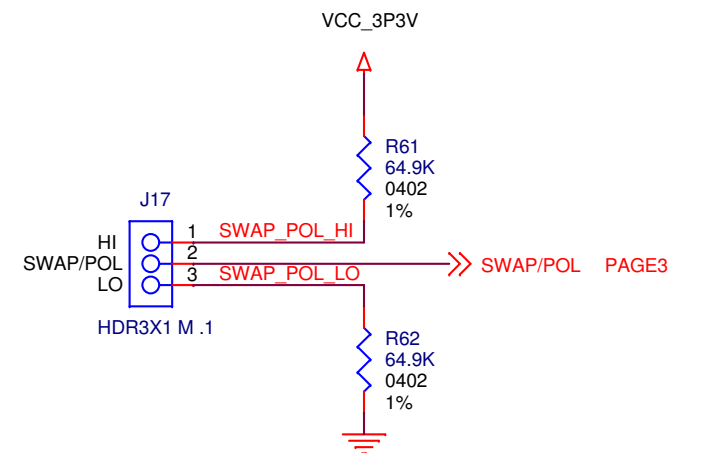 VCC_3P3V
R61
64.9K
0402
1%
J17
HI
1
SWAP_POL_HI
SWAP/POL
2
SWAP/POL PAGE3
LO
3
SWAP_POL_LO
HDR3X1 M .1
R62
64.9K
0402
1%